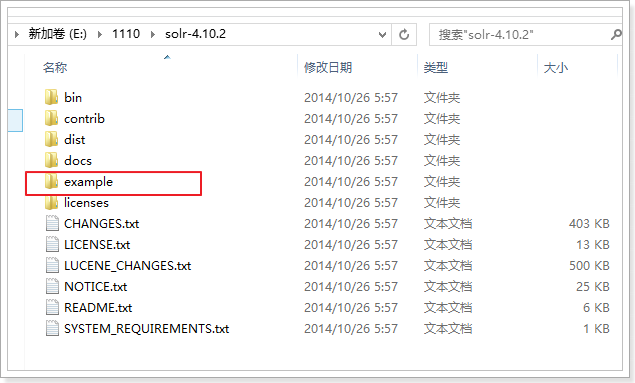 新加卷 (E:) 1110 solr-4.10.2 搜索"solr-4.10.2"
名称 修改日期 类型 大小
bin 2014/10/26 5:57 文件夹
contrib 2014/10/26 5:57 文件夹
dist 2014/10/26 5:57 文件夹
docs 2014/10/26 5:57 文件夹
example 2014/10/26 5:57 文件夹
licenses 2014/10/26 5:57 文件夹
CHANGES.txt 2014/10/26 5:57 文本文档 403 KB
LICENSE.txt 2014/10/26 5:57 文本文档 13 KB
LUCENE_CHANGES.txt 2014/10/26 5:57 文本文档 500 KB
NOTICE.txt 2014/10/26 5:57 文本文档 25 KB
README.txt 2014/10/26 5:57 文本文档 6 KB
SYSTEM_REQUIREMENTS.txt 2014/10/26 5:57 文本文档 1 KB